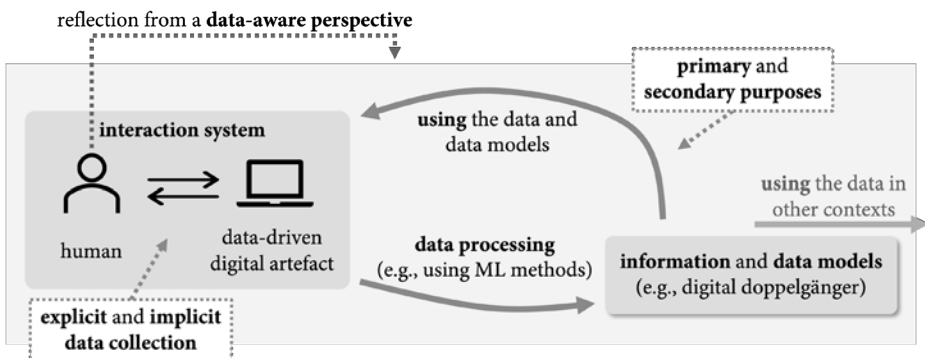 reflection from a data-aware perspective
primary and
secondary purposes
interaction system
using the data and
data models
using the data in
other contexts
human
data-driven
digital artefact
data processing
(e.g., using ML methods)
information and data models
(e.g., digital doppelgänger)
explicit and implicit
data collection